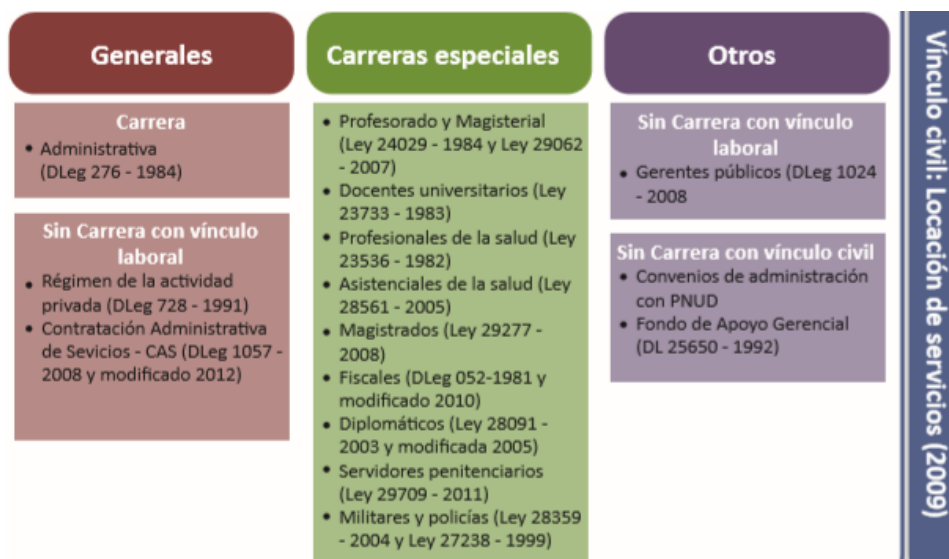 Generales
Carrera
• Administrativa
(DLeg 276 - 1984)
Sin Carrera con vínculo
laboral
• Régimen de la actividad
privada (DLeg 728 - 1991)
• Contratación Administrativa
de Sevicios - CAS (DLeg 1057 -
2008 y modificado 2012)
Carreras especiales
• Profesorado y Magisterial
(Ley 24029 - 1984 y Ley 29062
- 2007)
• Docentes universitarios (Ley
23733 - 1983)
• Profesionales de la salud (Ley
23536 - 1982)
• Asistenciales de la salud (Ley
28561 - 2005)
• Magistrados (Ley 29277 -
2008)
• Fiscales (DLeg 052-1981 y
modificado 2010)
• Diplomáticos (Ley 28091 -
2003 y modificada 2005)
• Servidores penitenciarios
(Ley 29709 - 2011)
• Militares y policías (Ley 28359
- 2004 y Ley 27238 - 1999)
Otros
Sin Carrera con vínculo
laboral
• Gerentes públicos (DLeg 1024
- 2008
Sin Carrera con vínculo civil
• Convenios de administración
con PNUD
• Fondo de Apoyo Gerencial
(DL 25650 - 1992)
Vínculo civil: Locación de servicios (2009)